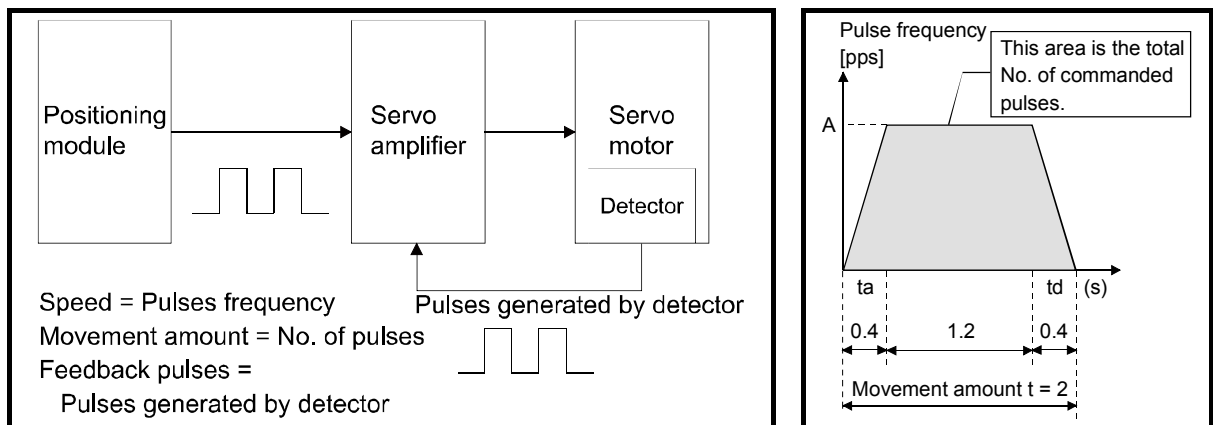 Positioning
module
Servo
amplifier
Servo
motor
Detector
Pulses generated by detector
Speed = Pulses frequency
Movement amount = No. of pulses
Feedback pulses =
Pulses generated by detector
Pulse frequency
[pps]
This area is the total
No. of commanded
pulses.
A
ta
td
(s)
0.4
1.2
0.4
Movement amount t = 2